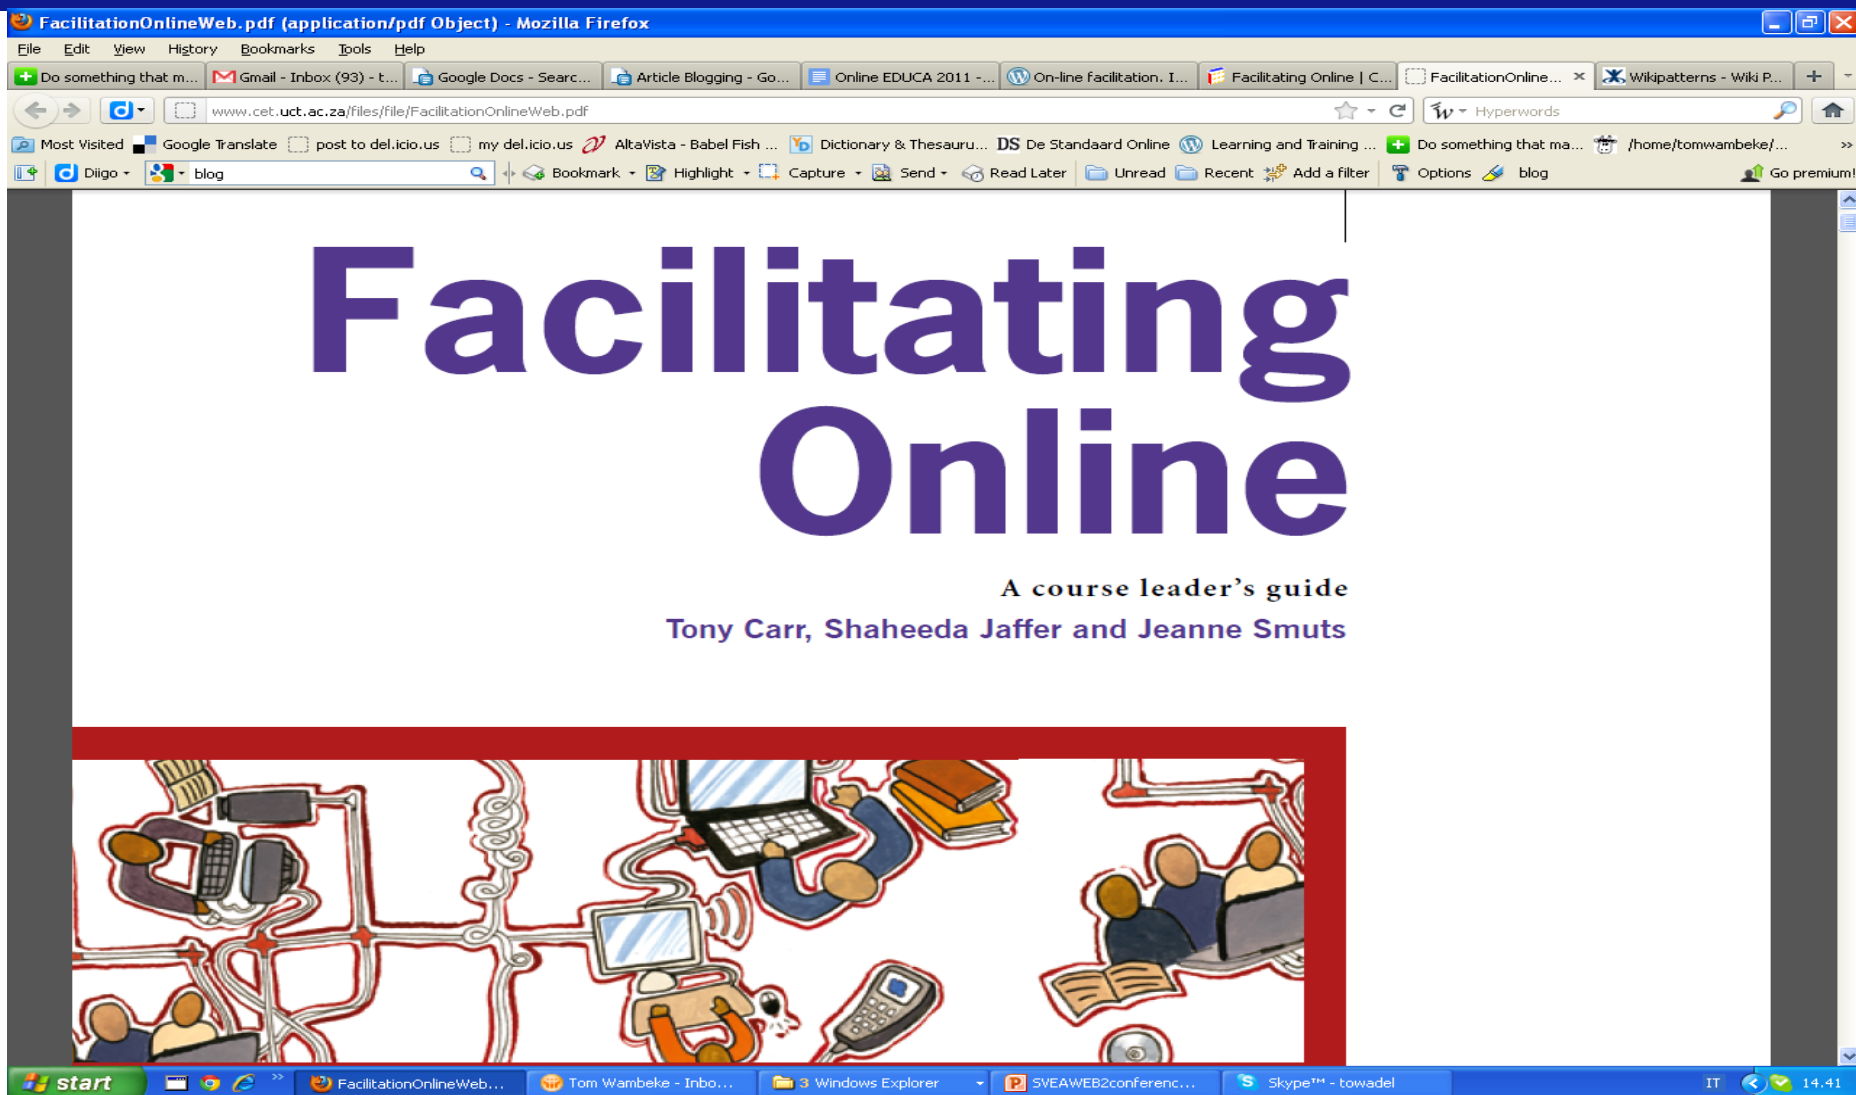 FacilitationOnlineWeb.pdf (application/pdf Object) - Mozilla Firefox
File Edit View History Bookmarks Tools Help
Do something that m... Gmail - Inbox (93) - t... Google Docs - Searc... Article Blogging - Go... Online EDUCA 2011 -... On-line facilitation. I... Facilitating Online | C... FacilitationOnline... Wikipatterns - Wiki P...
www.cet.uct.ac.za/files/file/FacilitationOnlineWeb.pdf Hyperwords
Most Visited Google Translate post to del.icio.us my del.icio.us AltaVista - Babel Fish ... Dictionary & Thesauru... DS De Standaard Online Learning and Training ... Do something that ma... /home/tomwambeke/... »
Diigo blog Bookmark Highlight Capture Send Read Later Unread Recent Add a filter Options blog Go premium!
Facilitating
Online
A course leader's guide
Tony Carr, Shaheeda Jaffer and Jeanne Smuts
start » FacilitationOnlineWeb... Tom Wambeke - Inbo... 3 Windows Explorer SVEAWEB2conferenc... Skype™ - towadel IT 14.41